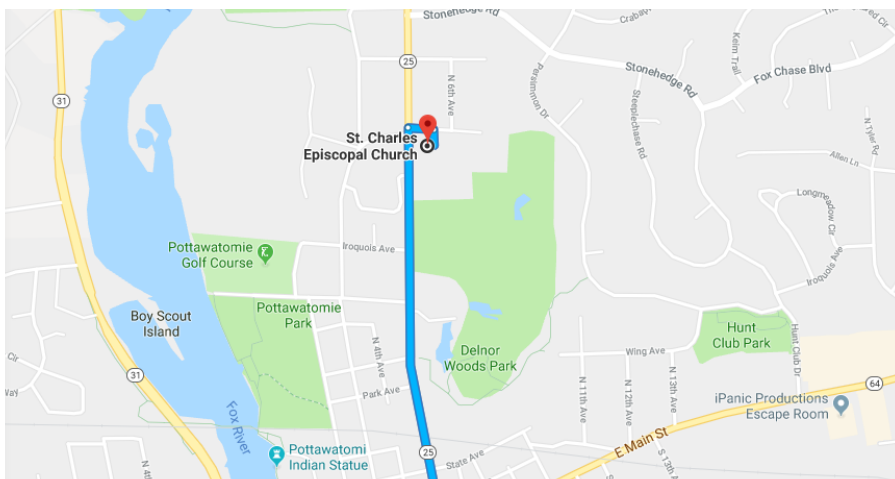 Stonehedge Rd
25
31
N 6th Ave
Persimmon Dr
Stonehedge Rd
Steeplechase Rd
Kelm Trail
Fox Chase Blvd
N Tyler Rd
Allen Ln
St. Charles
Episcopal Church
Longmeadow Cir
Iroquois Ave
Iroquois Ave
Pottawatomie
Golf Course
Pottawatomie
Park
Boy Scout
Island
N 4th Ave
Delnor
Woods Park
Hunt
Club Park
Hunt Club Dr
Wing Ave
31
Park Ave
N 11th Ave
N 12th Ave
N 13th Ave
64
iPanic Productions
Escape Room
Fox River
E Main St
Pottawatomi
Indian Statue
25
State Ave
S 13th Ave